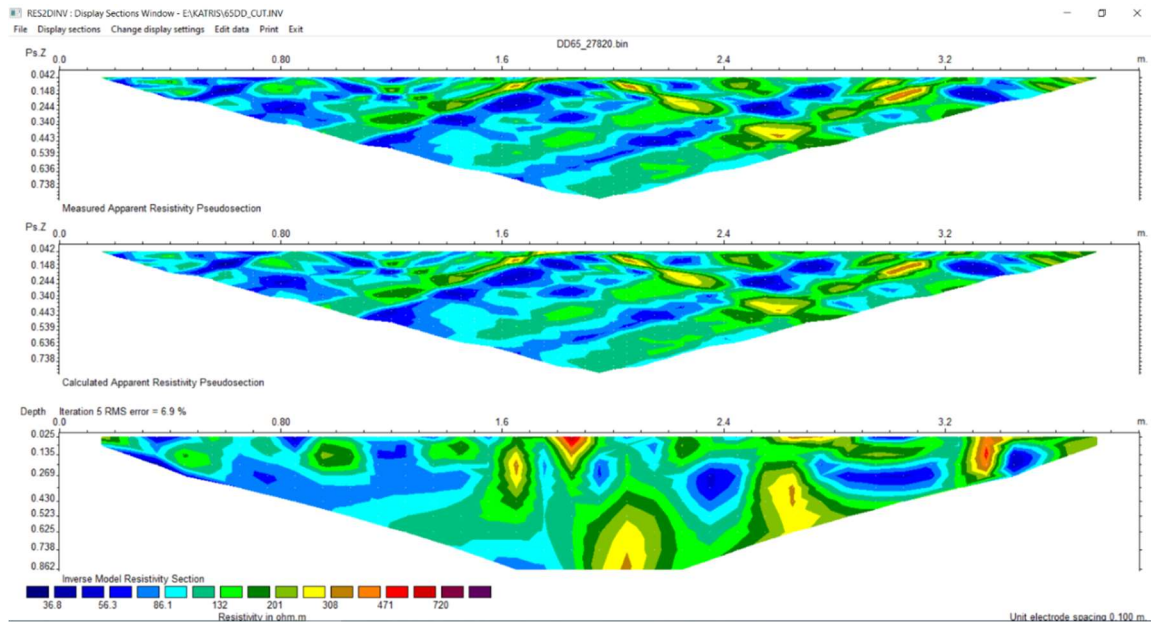 RES2DINV : Display Sections Window - E:\KATRIS\65DD_CUT.INV
File Display sections Change display settings Edit data Print Exit
DD65_27820.bin
Ps.Z 0.0 0.80 1.6 2.4 3.2 m.
0.042
0.148
0.244
0.340
0.443
0.539
0.636
0.738
Measured Apparent Resistivity Pseudosection
Ps.Z 0.0 0.80 1.6 2.4 3.2 m.
0.042
0.148
0.244
0.340
0.443
0.539
0.636
0.738
Calculated Apparent Resistivity Pseudosection
Depth Iteration 5 RMS error = 6.9 %
0.0 0.80 1.6 2.4 3.2 m.
0.025
0.135
0.269
0.430
0.523
0.625
0.738
0.862
Inverse Model Resistivity Section
36.8 56.3 86.1 132 201 308 471 720
Resistivity in ohm.m Unit electrode spacing 0.100 m.